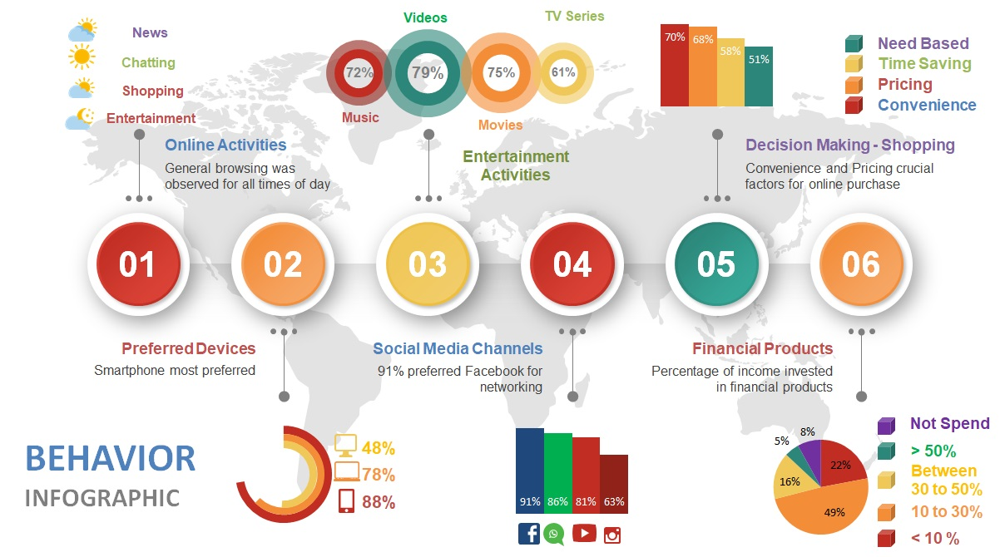 News
Chatting
Shopping
Entertainment
Videos
TV Series
72%
79%
75%
61%
Music
Movies
70%
68%
58%
51%
Need Based
Time Saving
Pricing
Convenience
Online Activities
General browsing was
observed for all times of day
Entertainment
Activities
Decision Making - Shopping
Convenience and Pricing crucial
factors for online purchase
01
02
03
04
05
06
Preferred Devices
Smartphone most preferred
Social Media Channels
91% preferred Facebook for
networking
Financial Products
Percentage of income invested
in financial products
BEHAVIOR
INFOGRAPHIC
48%
78%
88%
91%
86%
81%
63%
8%
5%
22%
16%
49%
Not Spend
> 50%
Between
30 to 50%
10 to 30%
< 10 %